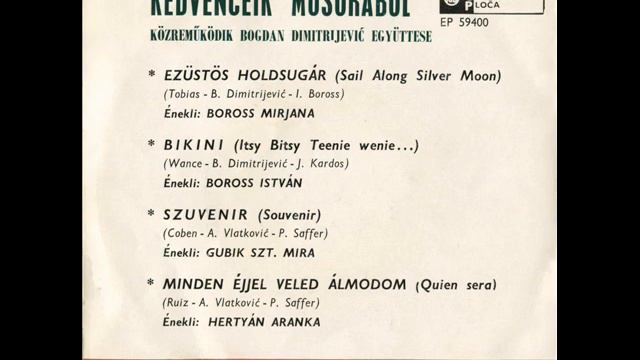 KEDVENCEIK MŰSORÁBÓL
PLOČA
EP 59400
KÖZREMŰKÖDIK BOGDAN DIMITRIJEVIĆ EGYÜTTESE
* EZÜSTÖS HOLDSUGÁR (Sail Along Silver Moon)
(Tobias - B. Dimitrijević - I. Boross)
Énekli: BOROSS MIRJANA
* BIKINI (Itsy Bitsy Teenie wenie...)
(Wance - B. Dimitrijević - J. Kardos)
Énekli: BOROSS ISTVÁN
* SZUVENIR (Souvenir)
(Coben - A. Vlatković - P. Saffer)
Énekli: GUBIK SZT. MIRA
* MINDEN ÉJJEL VELED ÁLMODOM (Quien sera)
(Ruiz - A. Vlatković - P. Saffer)
Énekli: HERTYÁN ARANKA